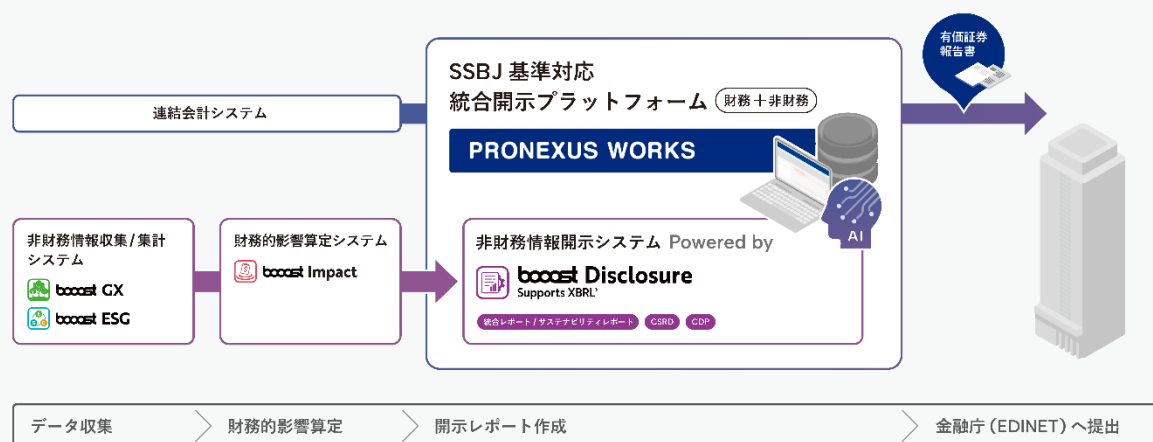 有価証券
報告書
SSBJ 基準対応
統合開示プラットフォーム 財務+非財務
連結会計システム
PRONEXUS WORKS
AI
非財務情報収集/集計
システム
booost GX
booost ESG
財務的影響算定システム
booost Impact
非財務情報開示システム Powered by
booost Disclosure
Supports XBRL*
統合レポート/サステナビリティレポート CSRD CDP
データ収集 財務的影響算定 開示レポート作成 金融庁(EDINET)へ提出